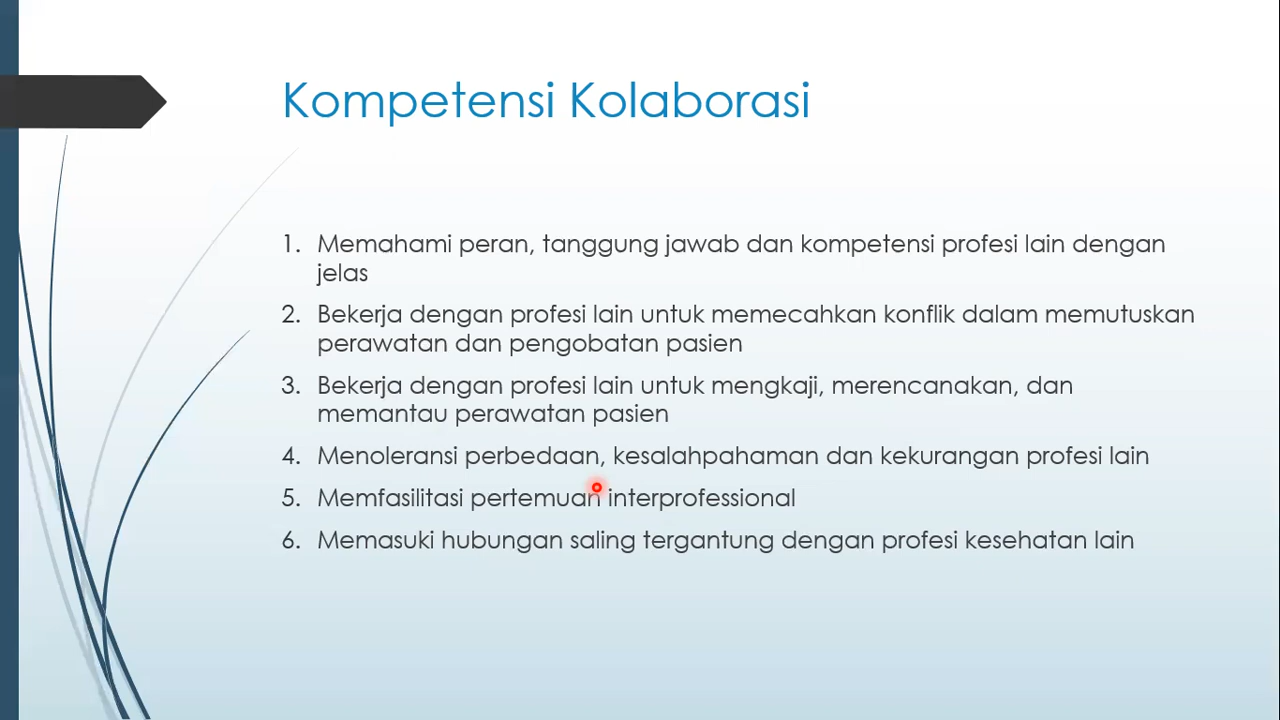 Kompetensi Kolaborasi
1. Memahami peran, tanggung jawab dan kompetensi profesi lain dengan
jelas
2. Bekerja dengan profesi lain untuk memecahkan konflik dalam memutuskan
perawatan dan pengobatan pasien
3. Bekerja dengan profesi lain untuk mengkaji, merencanakan, dan
memantau perawatan pasien
4. Menoleransi perbedaan, kesalahpahaman dan kekurangan profesi lain
5. Memfasilitasi pertemuan interprofessional
6. Memasuki hubungan saling tergantung dengan profesi kesehatan lain